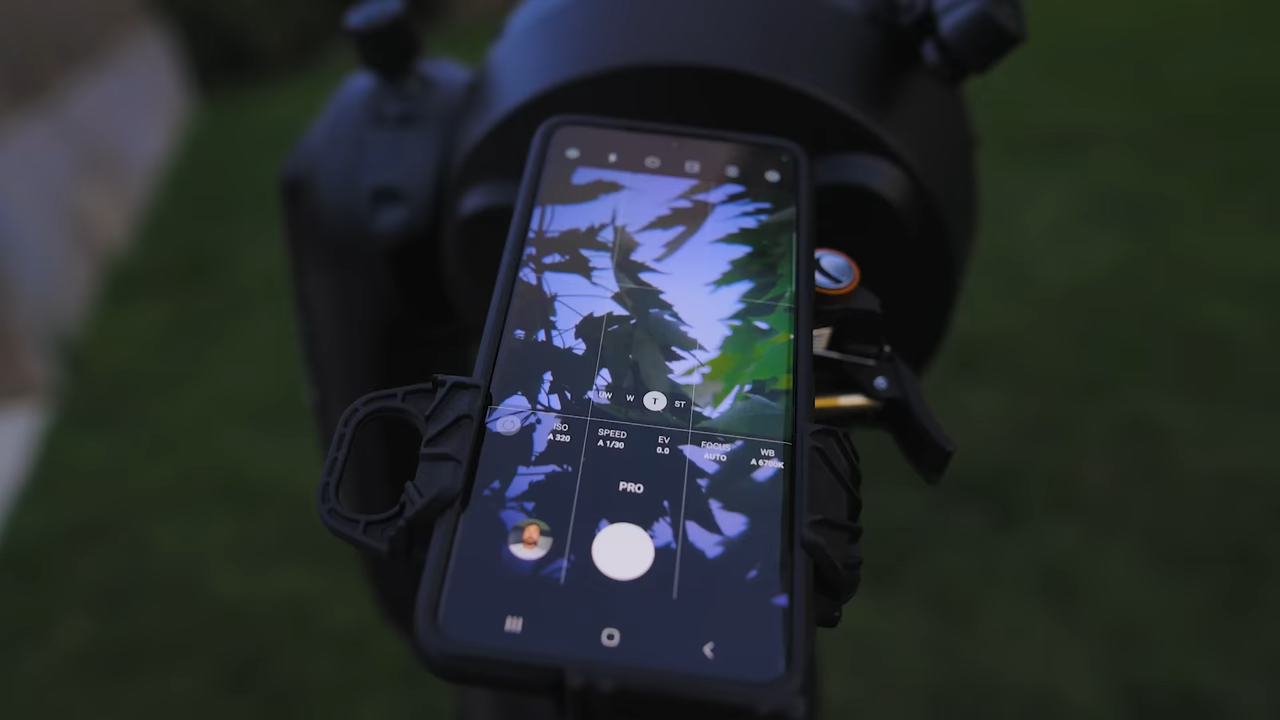 UW W T ST
ISO SPEED EV FOCUS WB
A 320 A 1/30 0.0 AUTO A 6700K
PRO